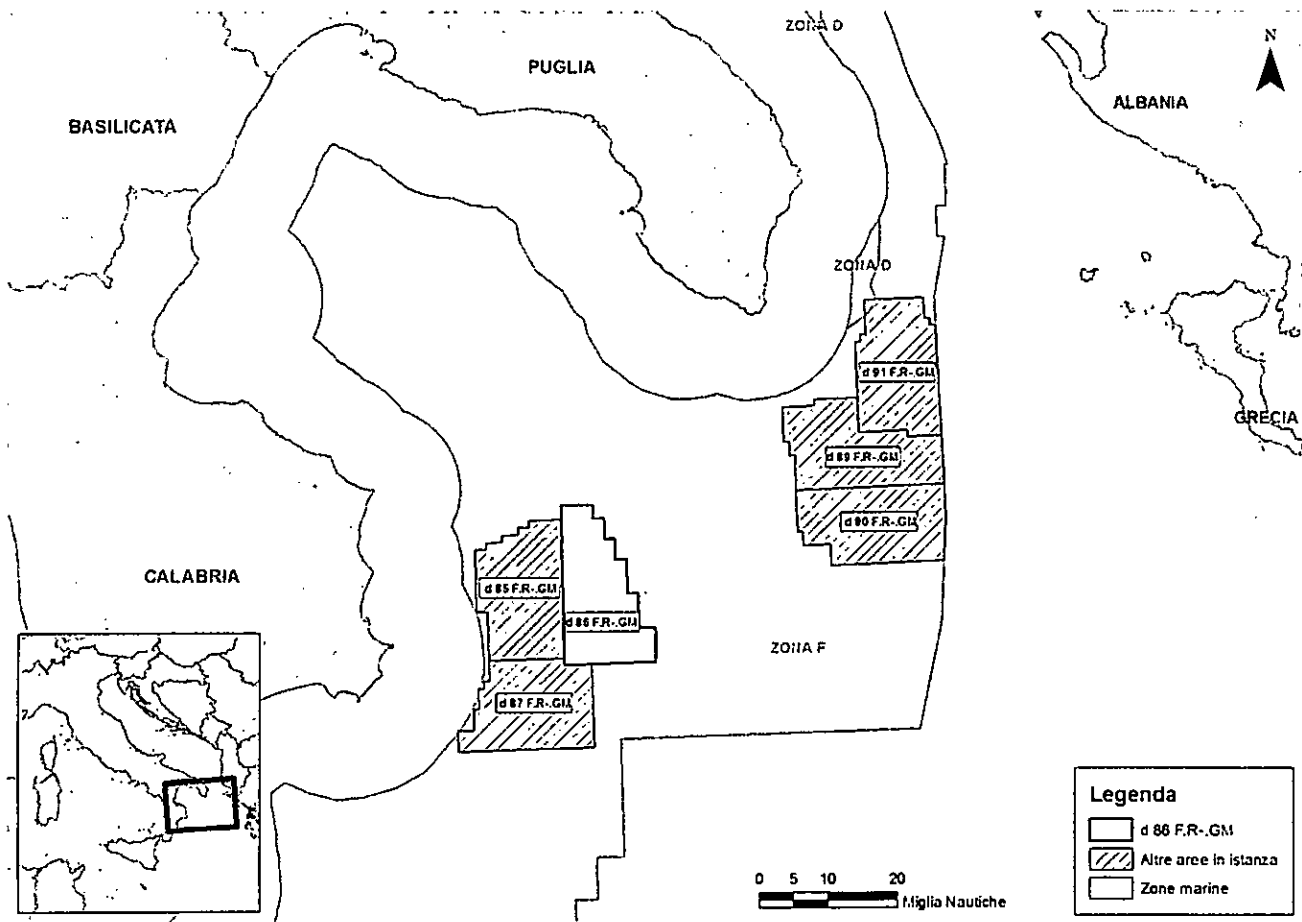 ZONA D
PUGLIA
N
ALBANIA
BASILICATA
ZONA D
d 91 F.R-.GM
GRECIA
d 89 F.R-.GM
d 90 F.R-.GM
CALABRIA
d 85 F.R-.GM
d 86 F.R-.GM
ZONA F
d 87 F.R-.GM
Legenda
d 86 F.R-.GM
Altre aree in istanza
Zone marine
0 5 10 20
Miglia Nautiche